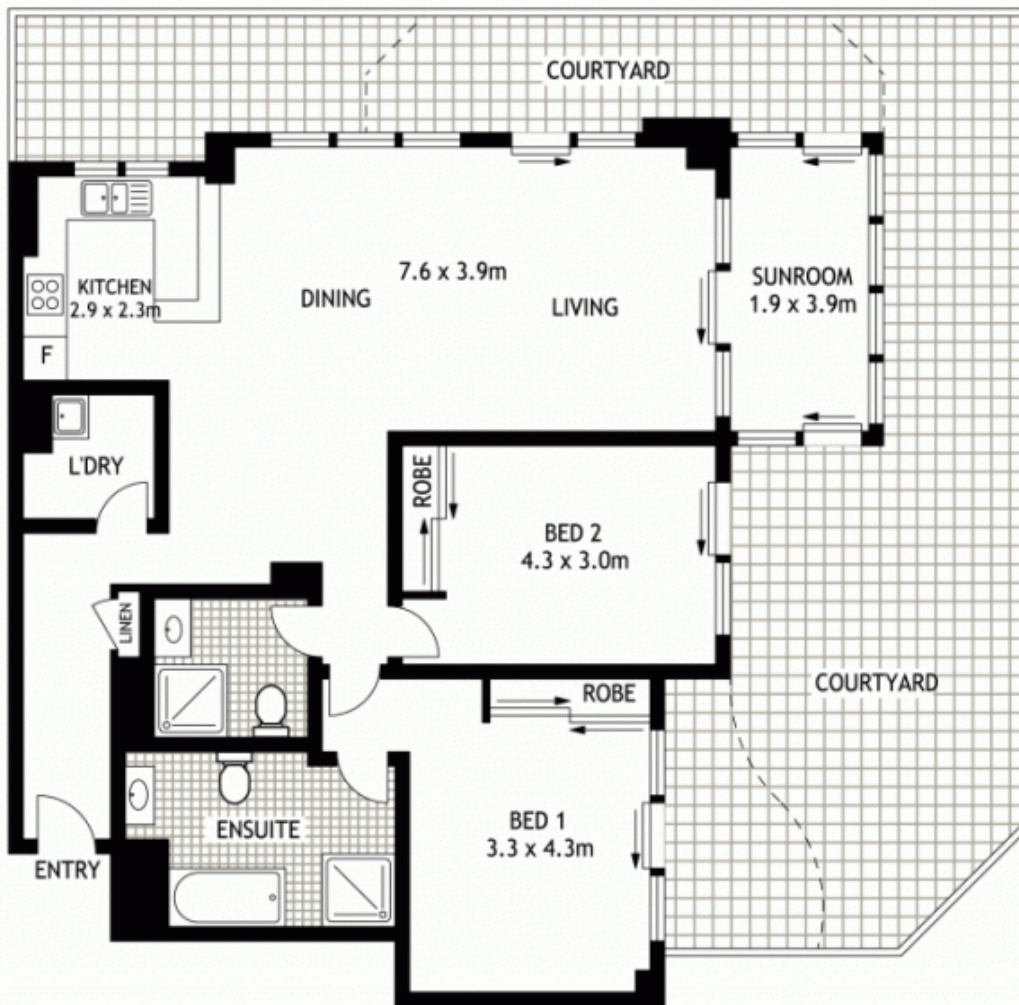 COURTYARD
KITCHEN
2.9 x 2.3m
7.6 x 3.9m
DINING
LIVING
SUNROOM
1.9 x 3.9m
F
L'DRY
ROBE
BED 2
4.3 x 3.0m
LINEN
ROBE
COURTYARD
ENSUITE
BED 1
3.3 x 4.3m
ENTRY